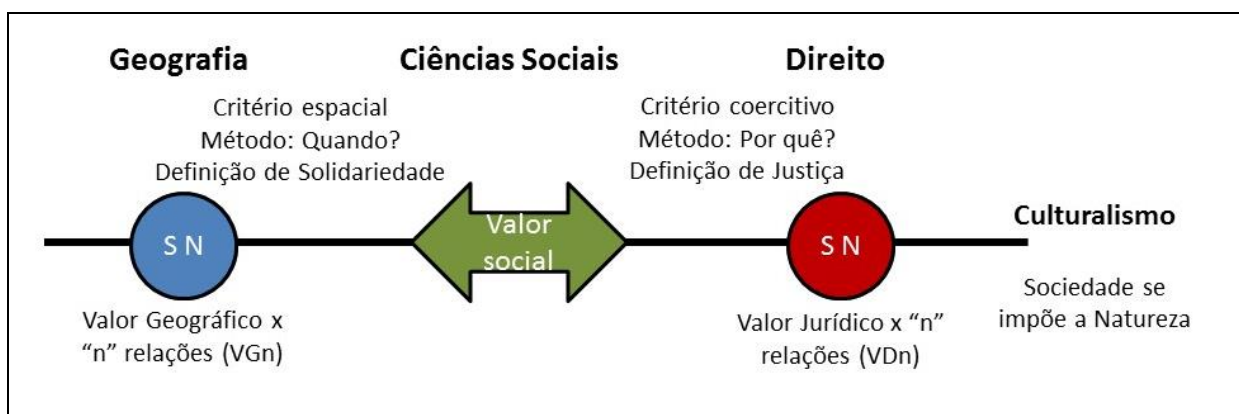 Geografia
Ciências Sociais
Direito
Critério espacial
Método: Quando?
Definição de Solidariedade
Critério coercitivo
Método: Por quê?
Definição de Justiça
S N
Valor
social
S N
Culturalismo
Valor Geográfico x
“n” relações (VGn)
Valor Jurídico x “n”
relações (VDn)
Sociedade se
impõe a Natureza